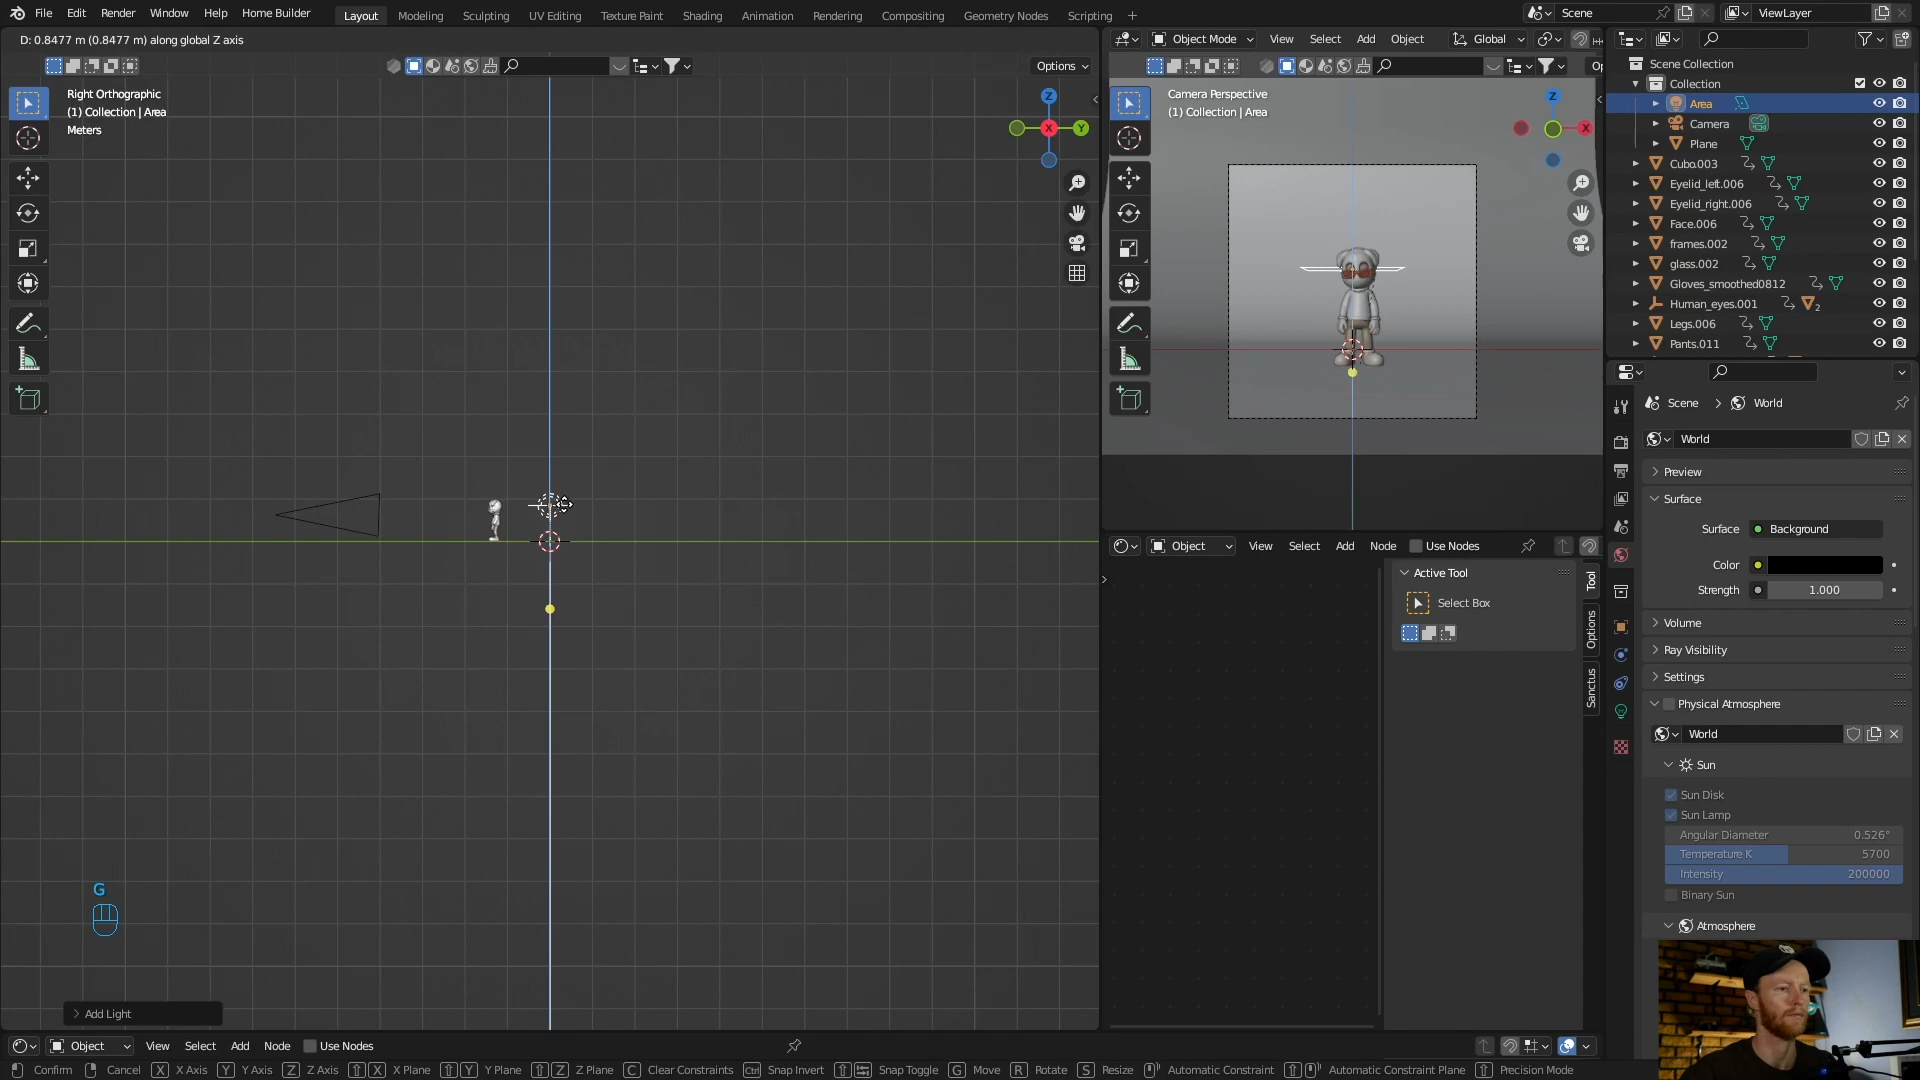 File Edit Render Window Help Home Builder Layout Modeling Sculpting UV Editing Texture Paint Shading Animation Rendering Compositing Geometry Nodes Scripting + Scene ViewLayer
D: 0.8477 m (0.8477 m) along global Z axis
Object Mode View Select Add Object Global
Options
Right Orthographic
(1) Collection | Area
Meters
Z
X
Y
Camera Perspective
(1) Collection | Area
Z
X
Scene Collection
Collection
Area
Camera
Plane
Cubo.003
Eyelid_left.006
Eyelid_right.006
Face.006
frames.002
glass.002
Gloves_smoothed0812
Human_eyes.001 2
Legs.006
Pants.011
Scene > World
World
Preview
Surface
Surface Background
Color
Strength 1.000
Volume
Ray Visibility
Settings
Physical Atmosphere
World
Sun
Sun Disk
Sun Lamp
Angular Diameter 0.526°
Temperature K 5700
Intensity 200000
Binary Sun
Atmosphere
Object View Select Add Node Use Nodes
Active Tool
Select Box
Tool
Options
Sanctus
G
Add Light
Object View Select Add Node Use Nodes
Confirm Cancel X X Axis Y Y Axis Z Z Axis X X Plane Y Y Plane Z Z Plane C Clear Constraints Ctrl Snap Invert Snap Toggle G Move R Rotate S Resize Automatic Constraint Automatic Constraint Plane Precision Mode